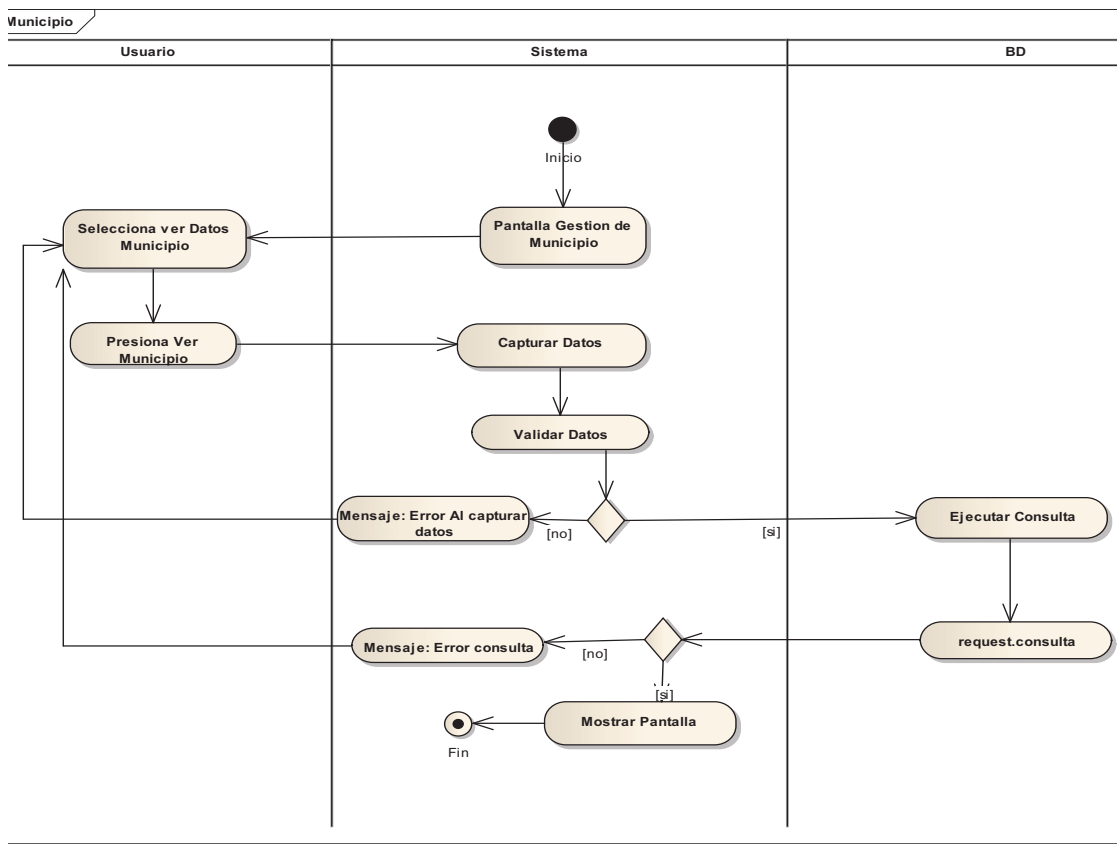 Municipio
Usuario
Sistema
BD
Inicio
Selecciona ver Datos
Municipio
Pantalla Gestion de
Municipio
Presiona Ver
Municipio
Capturar Datos
Validar Datos
Mensaje: Error Al capturar
datos
[no]
[si]
Ejecutar Consulta
Mensaje: Error consulta
[no]
request.consulta
[si]
Mostrar Pantalla
Fin